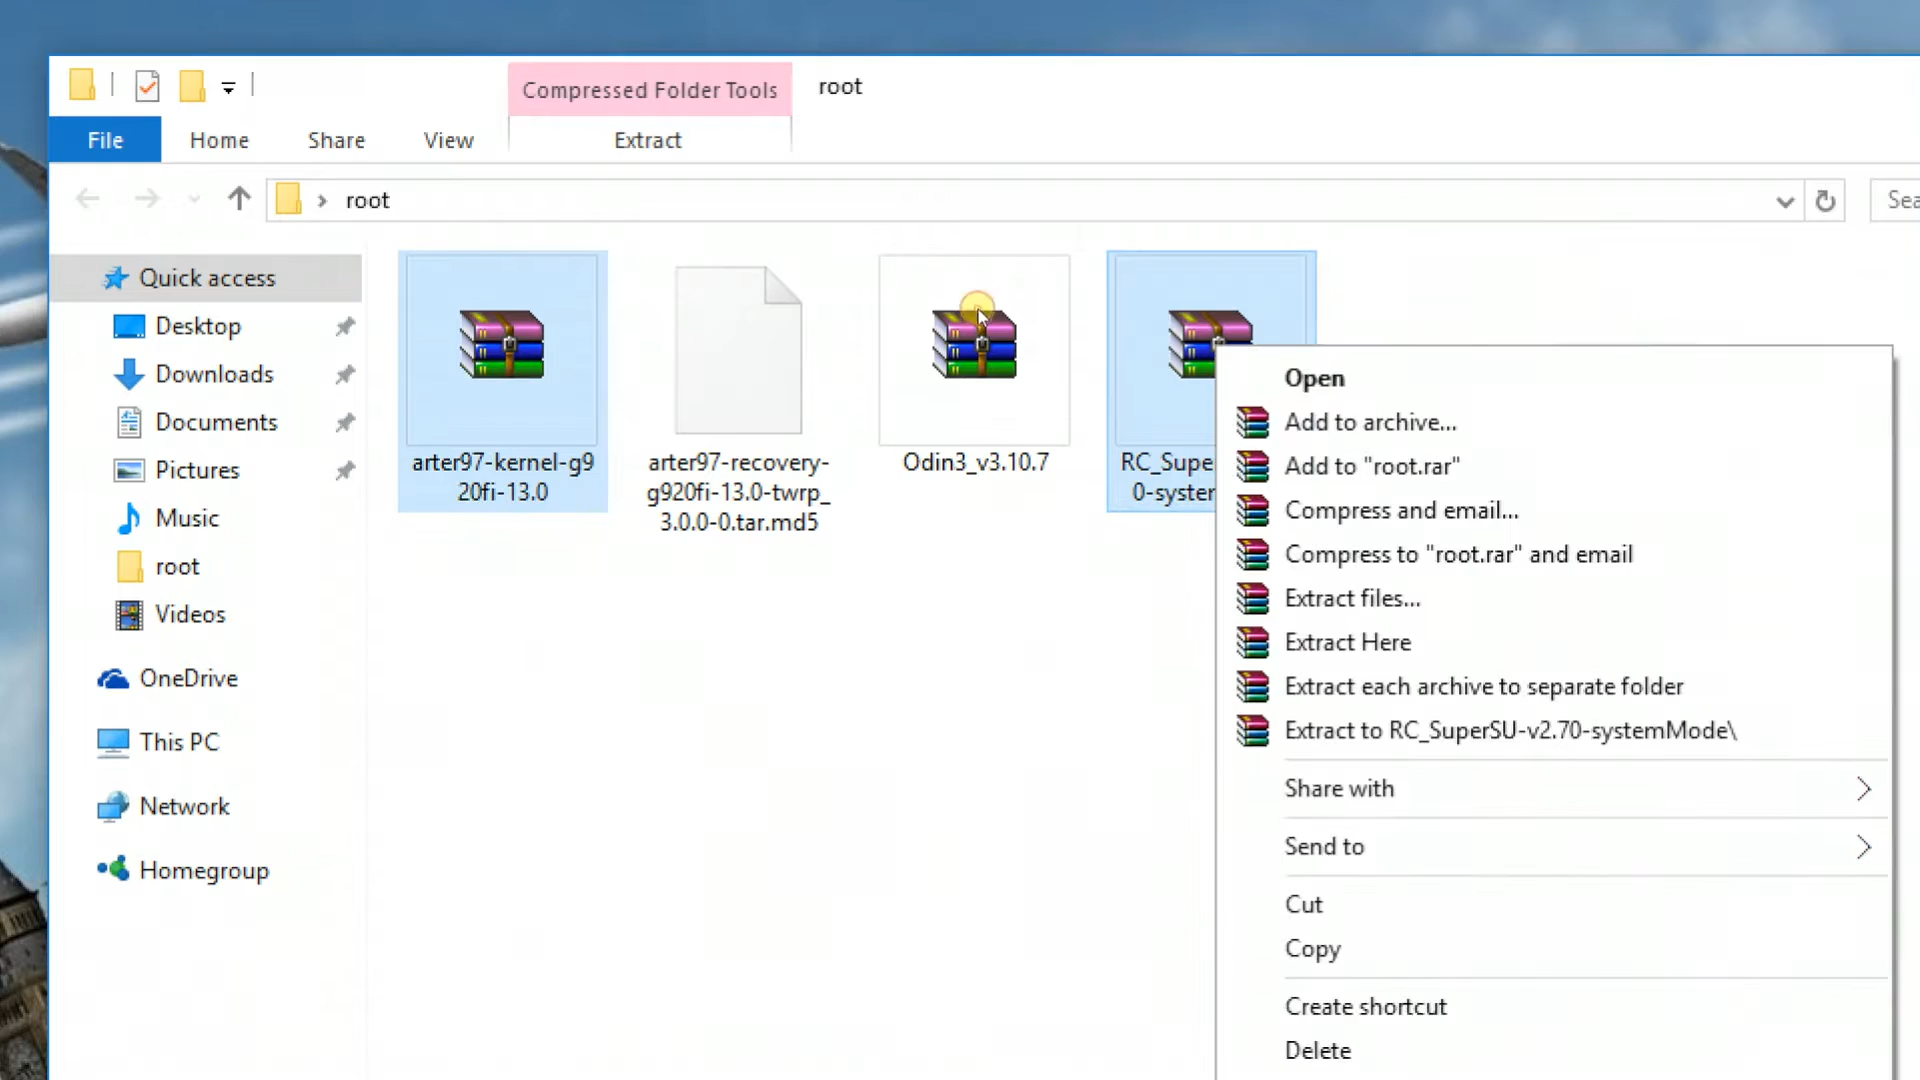 Compressed Folder Tools
root
File
Home
Share
View
Extract
root
Quick access
Desktop
Downloads
Documents
Pictures
Music
root
Videos
OneDrive
This PC
Network
Homegroup
arter97-kernel-g9
20fi-13.0
arter97-recovery-
g920fi-13.0-twrp_
3.0.0-0.tar.md5
Odin3_v3.10.7
RC_Supe
0-system
Open
Add to archive...
Add to "root.rar"
Compress and email...
Compress to "root.rar" and email
Extract files...
Extract Here
Extract each archive to separate folder
Extract to RC_SuperSU-v2.70-systemMode\
Share with
Send to
Cut
Copy
Create shortcut
Delete